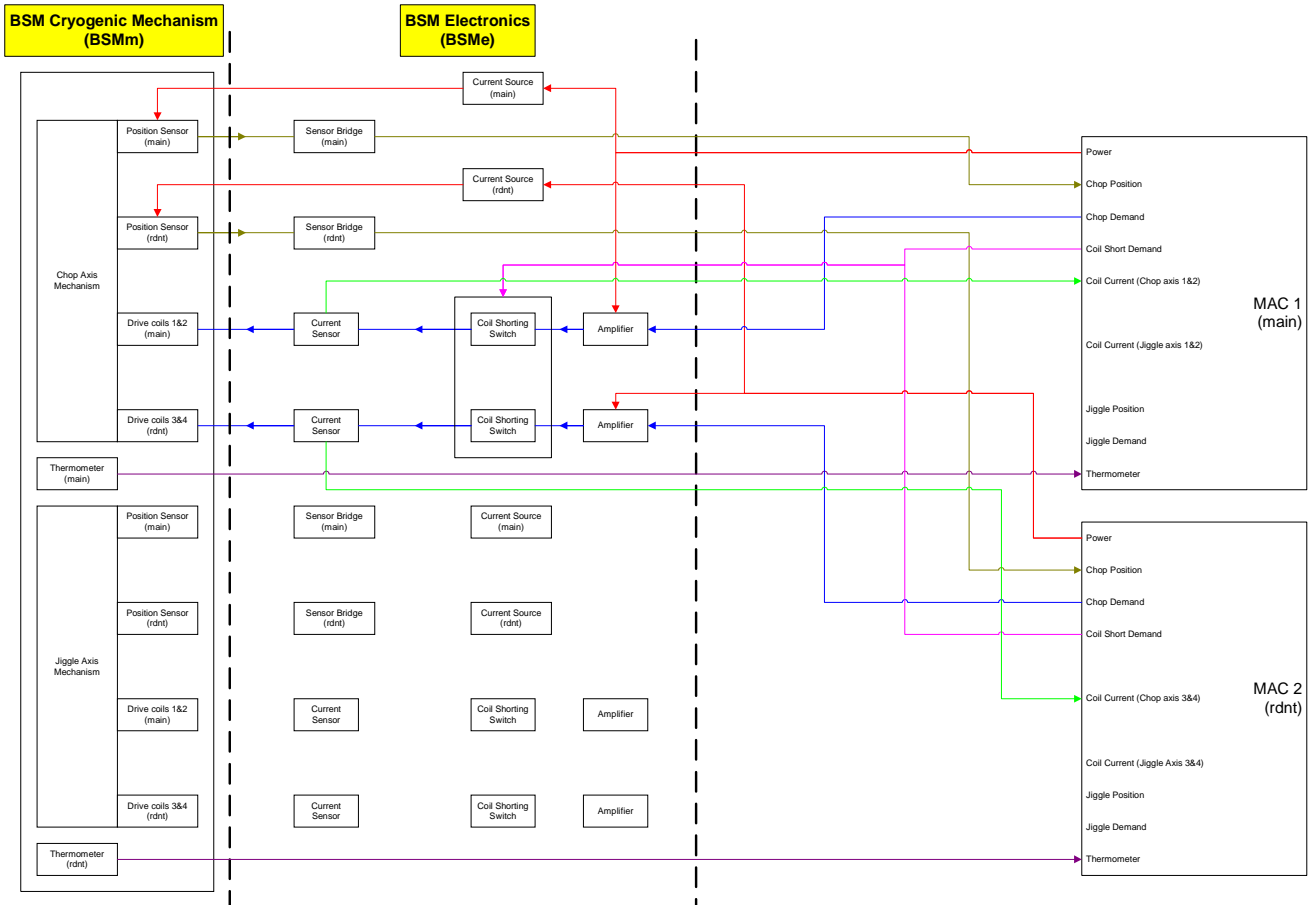 BSM Cryogenic Mechanism
(BSMm)
BSM Electronics
(BSMe)
Current Source
(main)
Position Sensor
(main)
Sensor Bridge
(main)
Current Source
(rdnt)
Position Sensor
(rdnt)
Sensor Bridge
(rdnt)
Chop Axis
Mechanism
Drive coils 1&2
(main)
Current
Sensor
Coil Shorting
Switch
Amplifier
Drive coils 3&4
(rdnt)
Current
Sensor
Coil Shorting
Switch
Amplifier
Thermometer
(main)
Position Sensor
(main)
Sensor Bridge
(main)
Current Source
(main)
Position Sensor
(rdnt)
Sensor Bridge
(rdnt)
Current Source
(rdnt)
Jiggle Axis
Mechanism
Drive coils 1&2
(main)
Current
Sensor
Coil Shorting
Switch
Amplifier
Drive coils 3&4
(rdnt)
Current
Sensor
Coil Shorting
Switch
Amplifier
Thermometer
(rdnt)
Power
Chop Position
Chop Demand
Coil Short Demand
Coil Current (Chop axis 1&2)
MAC 1
(main)
Coil Current (Jiggle axis 1&2)
Jiggle Position
Jiggle Demand
Thermometer
Power
Chop Position
Chop Demand
Coil Short Demand
Coil Current (Chop axis 3&4)
MAC 2
(rdnt)
Coil Current (Jiggle Axis 3&4)
Jiggle Position
Jiggle Demand
Thermometer